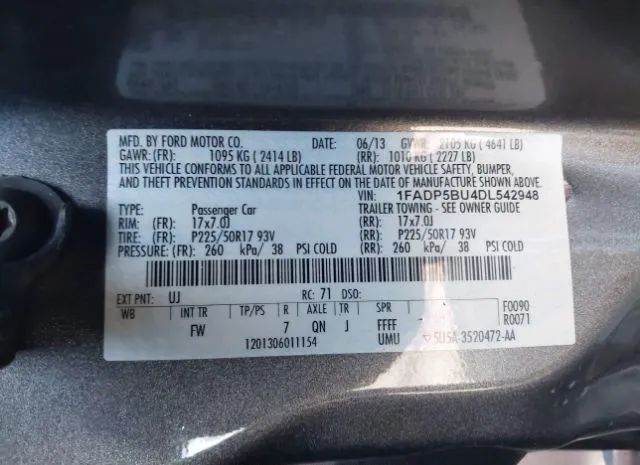 MFD. BY FORD MOTOR CO. DATE: 06/13 GVWR: 2105 KG ( 4641 LB)
GAWR: (FR): 1095 KG ( 2414 LB) (RR): 1010 KG ( 2227 LB)
THIS VEHICLE CONFORMS TO ALL APPLICABLE FEDERAL MOTOR VEHICLE SAFETY, BUMPER,
AND THEFT PREVENTION STANDARDS IN EFFECT ON THE DATE OF MANUFACTURE SHOWN ABOVE.
VIN: 1FADP5BU4DL542948
TYPE: Passenger Car TRAILER TOWING - SEE OWNER GUIDE
RIM: (FR): 17x7.0J (RR): 17x7.0J
TIRE: (FR): P225/50R17 93V (RR): P225/50R17 93V
PRESSURE: (FR): 260 kPa/ 38 PSI COLD (RR): 260 kPa/ 38 PSI COLD
EXT PNT: UJ RC: 71 DSO:
WB INT TR TP/PS R AXLE TR SPR F0090
FW 7 QN J FFFF R0071
1201306011154 UMU 5U5A-3520472-AA